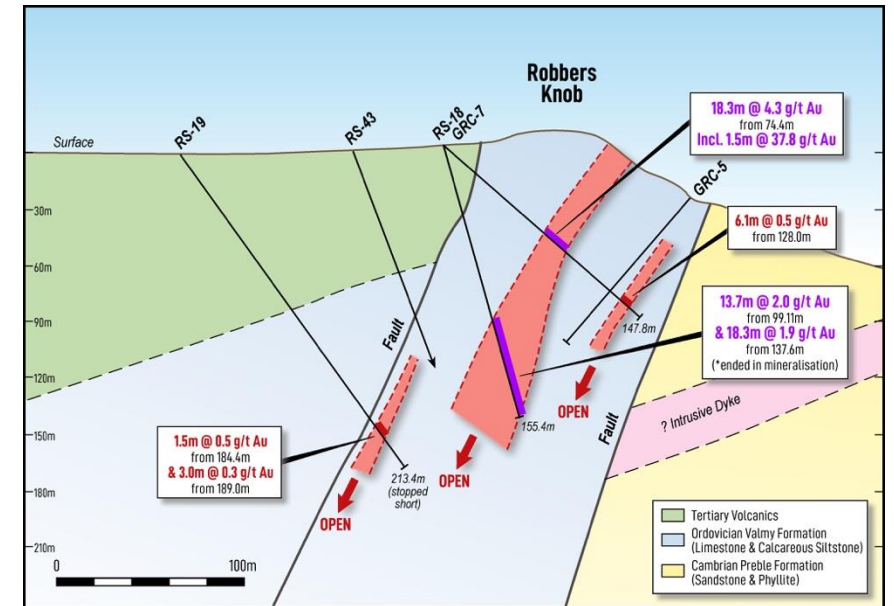 Robbers
Knob
Surface
RS-19
RS-43
RS-18
GRC-7
GRC-5
18.3m @ 4.3 g/t Au
from 74.4m
Incl. 1.5m @ 37.8 g/t Au
6.1m @ 0.5 g/t Au
from 128.0m
13.7m @ 2.0 g/t Au
from 99.11m
& 18.3m @ 1.9 g/t Au
from 137.6m
(*ended in mineralisation)
30m
60m
90m
120m
150m
180m
210m
Fault
147.8m
OPEN
155.4m
OPEN
Fault
? Intrusive Dyke
1.5m @ 0.5 g/t Au
from 184.4m
& 3.0m @ 0.3 g/t Au
from 189.0m
213.4m
(stopped
short)
OPEN
0
100m
Tertiary Volcanics
Ordovician Valmy Formation
(Limestone & Calcareous Siltstone)
Cambrian Preble Formation
(Sandstone & Phyllite)